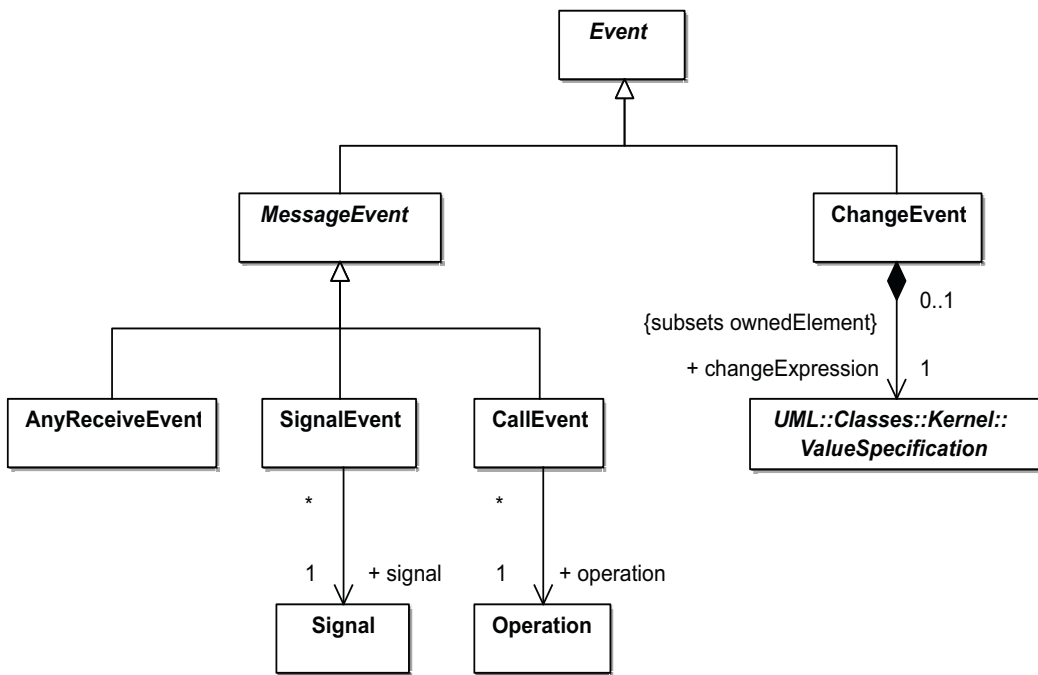 Event
MessageEvent
ChangeEvent
0..1
{subsets ownedElement}
+ changeExpression
1
AnyReceiveEvent
SignalEvent
CallEvent
UML::Classes::Kernel::
ValueSpecification
*
*
1
+ signal
1
+ operation
Signal
Operation